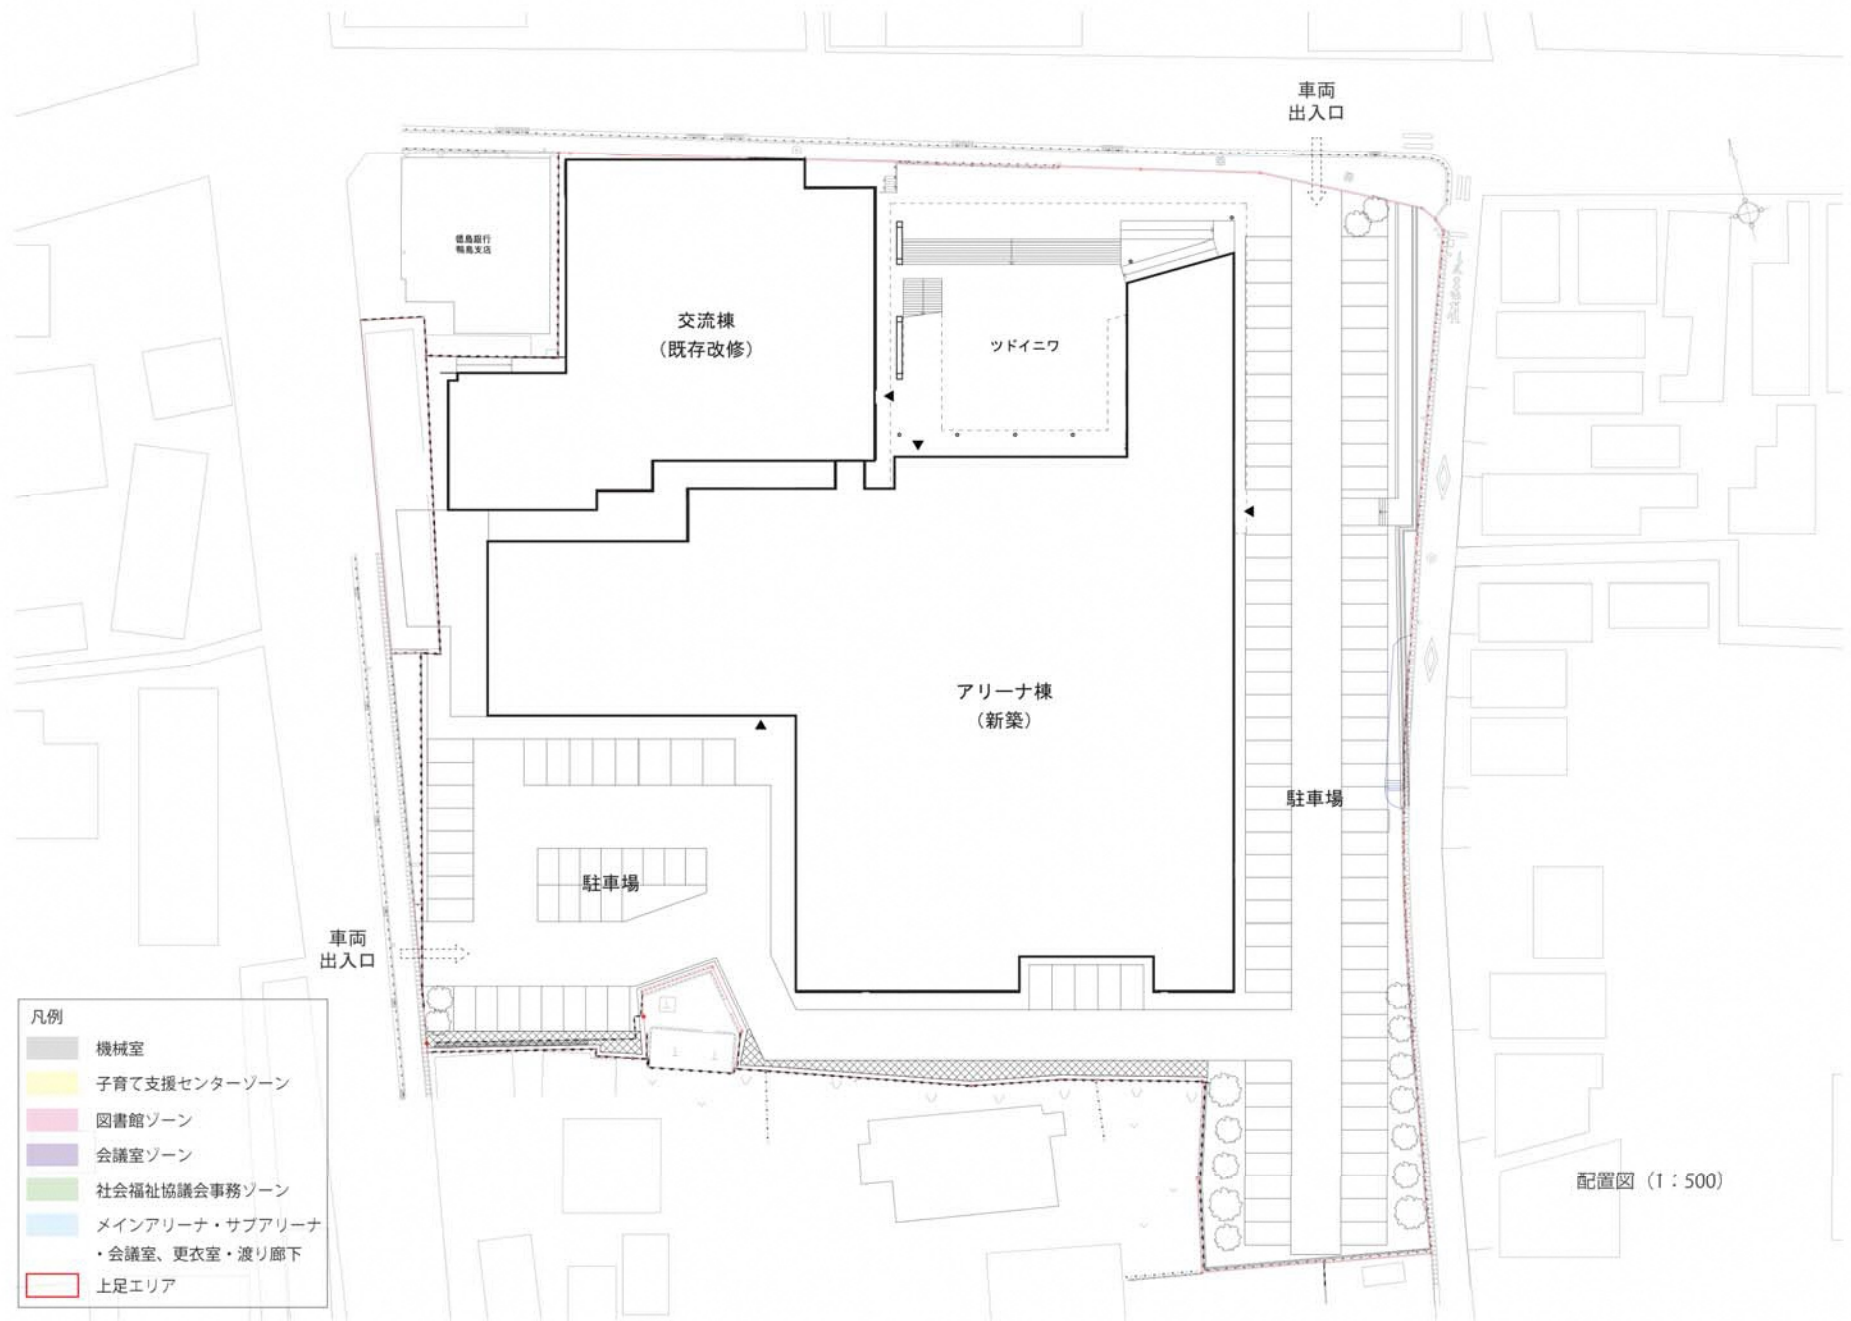 車両
出入口
徳島銀行
鴨島支店
交流棟
（既存改修）
ツドイニワ
アリーナ棟
（新築）
駐車場
駐車場
車両
出入口
凡例
機械室
子育て支援センターゾーン
図書館ゾーン
会議室ゾーン
社会福祉協議会事務ゾーン
メインアリーナ・サブアリーナ
・会議室、更衣室・渡り廊下
上足エリア
配置図（1：500）